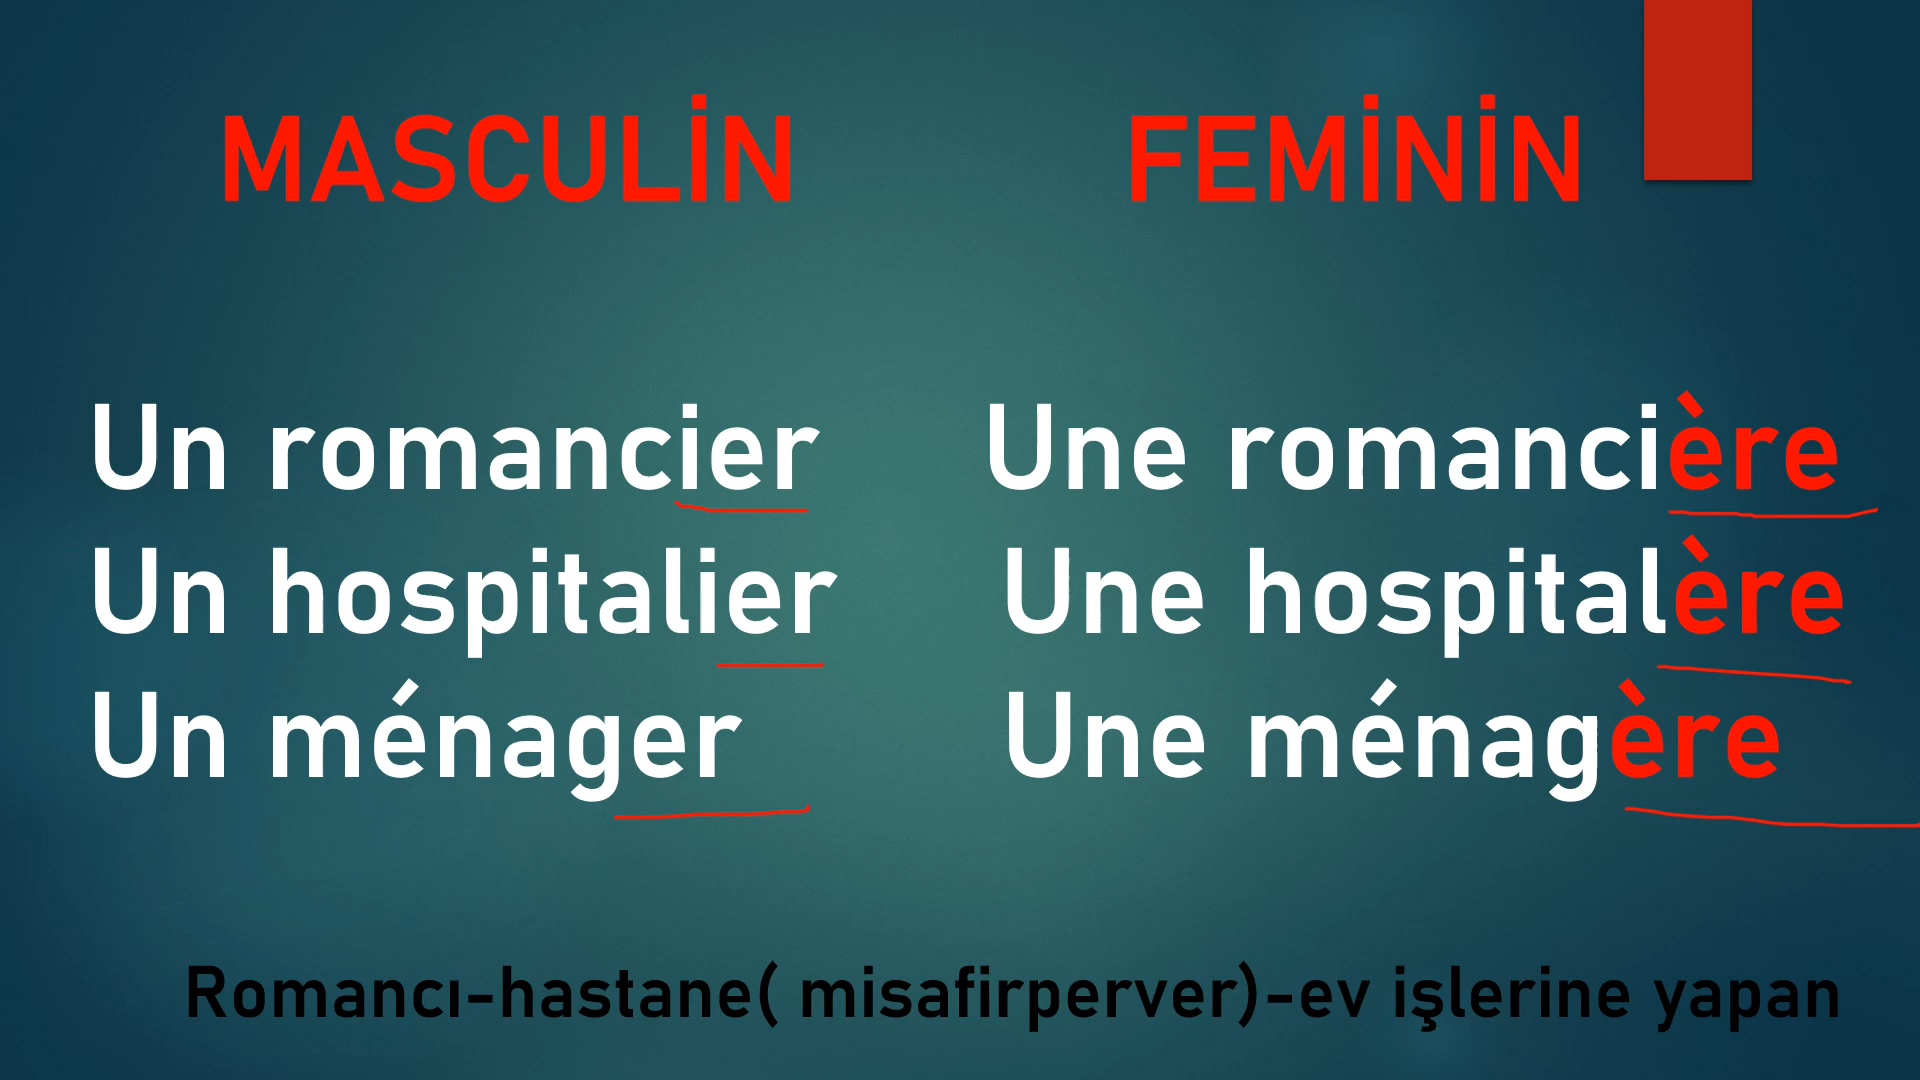 MASCULİN FEMİNİN
Un romancier Une romancière
Un hospitalier Une hospitalère
Un ménager Une ménagère
Romancı-hastane( misafirperver)-ev işlerine yapan